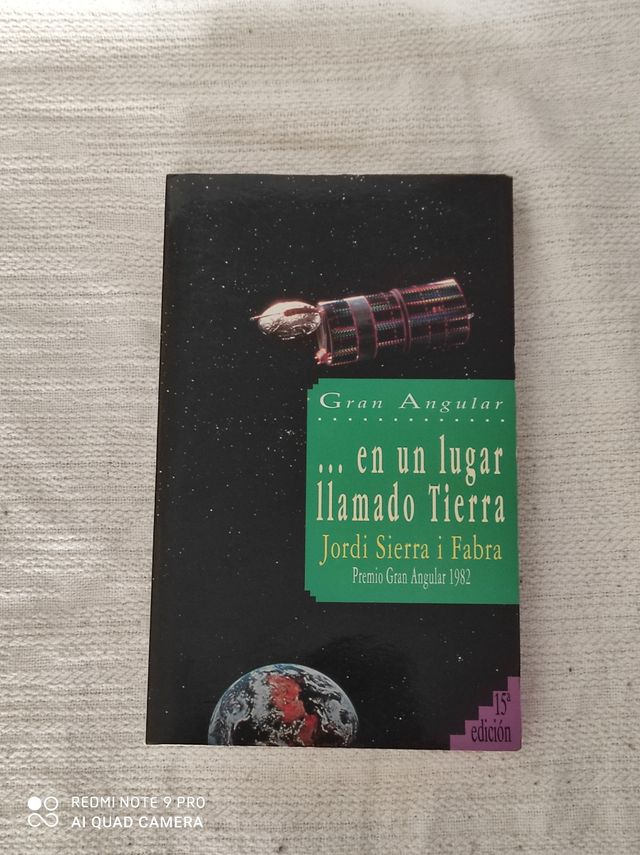 Gran Angular
... en un lugar
llamado Tierra
Jordi Sierra i Fabra
Premio Gran Angular 1982
15ª
edición
REDMI NOTE 9 PRO
AI QUAD CAMERA